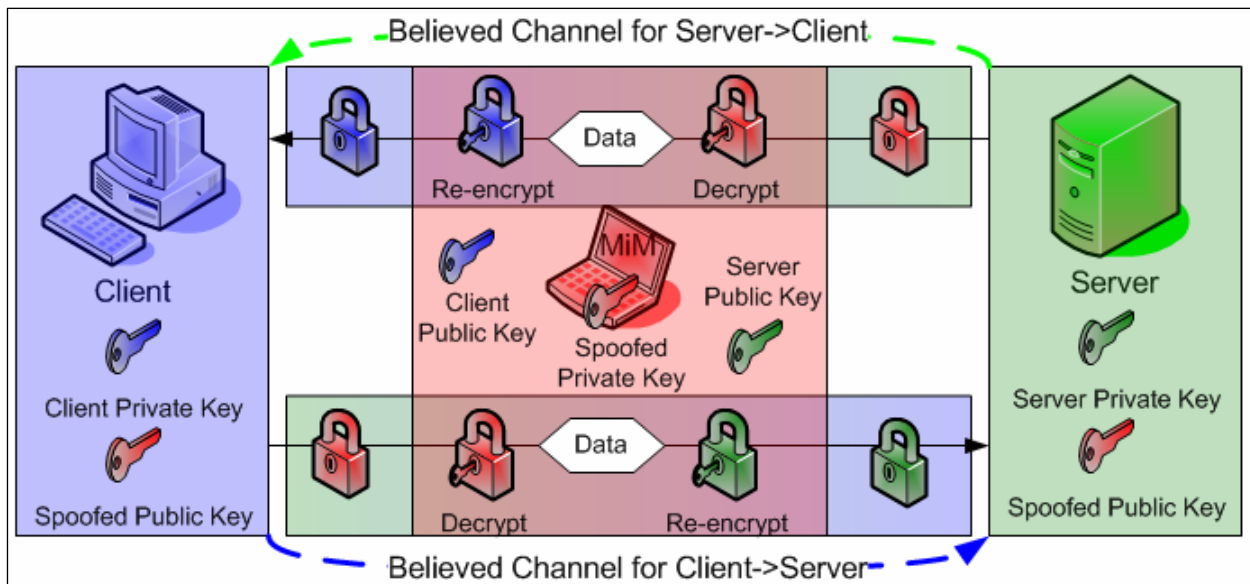 Believed Channel for Server->Client
Data
Re-encrypt
Decrypt
MiM
Client
Public Key
Server
Public Key
Spoofed
Private Key
Client
Client Private Key
Spoofed Public Key
Server
Server Private Key
Spoofed Public Key
Data
Decrypt
Re-encrypt
Believed Channel for Client->Server